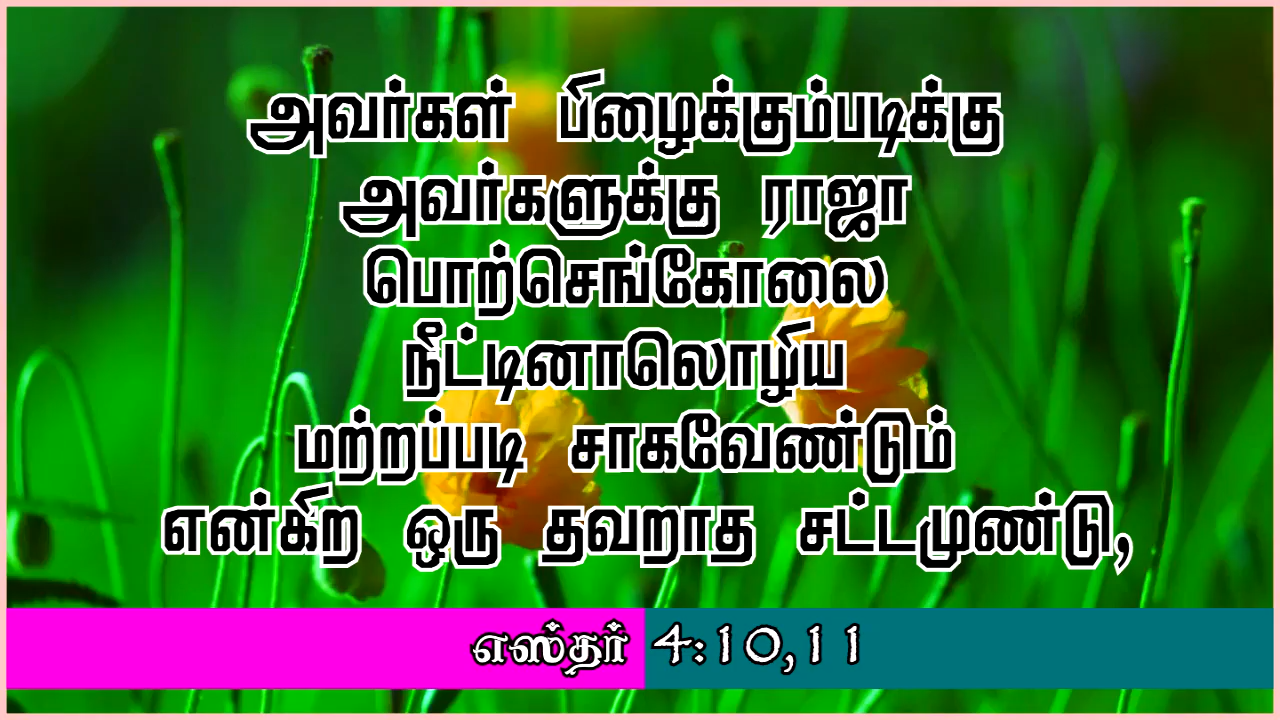 அவர்கள் பிழைக்கும்படிக்கு
அவர்களுக்கு ராஜா
பொற்செங்கோலை
நீட்டினாலொழிய
மற்றப்படி சாகவேண்டும்
என்கிற ஒரு தவறாத சட்டமுண்டு,
எஸ்தர் 4:10,11